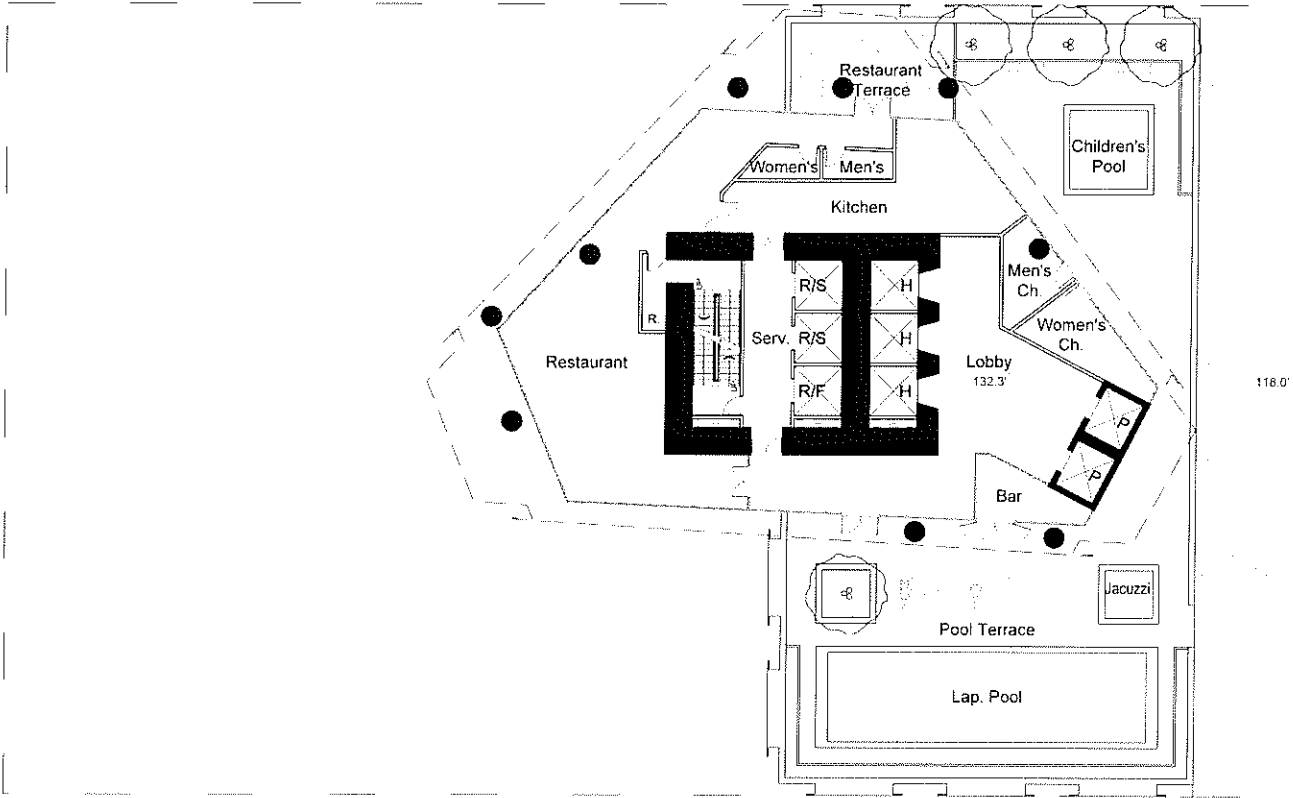 Restaurant
Terrace
Children's
Pool
Women's
Men's
Kitchen
Men's
Ch.
R/S
H
R.
Women's
Ch.
Serv.
R/S
H
Restaurant
Lobby
132.3'
118.0'
R/F
H
P
P
Bar
Jacuzzi
Pool Terrace
Lap. Pool